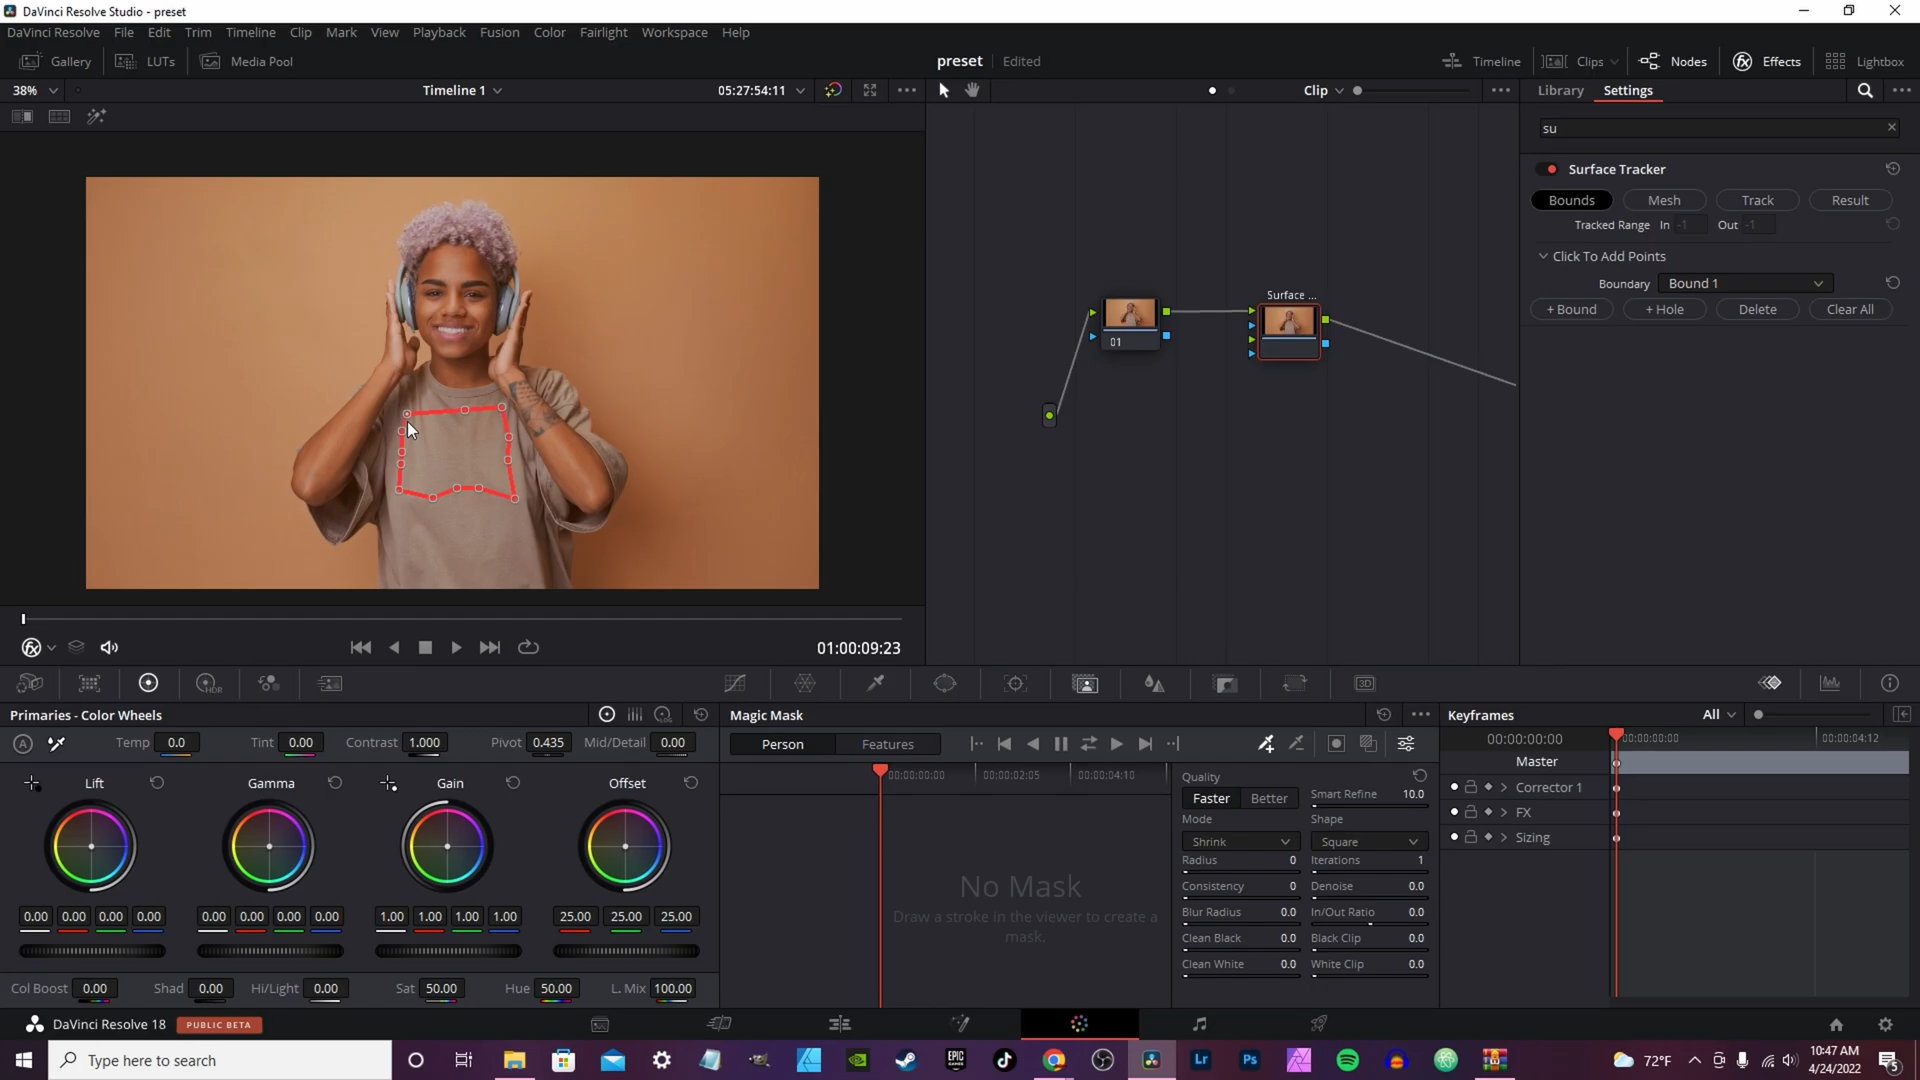 DaVinci Resolve Studio - preset
DaVinci Resolve File Edit Trim Timeline Clip Mark View Playback Fusion Color Fairlight Workspace Help
Gallery LUTs Media Pool preset Edited Timeline Clips Nodes Effects Lightbox
38% Timeline 1 05:27:54:11 Clip Library Settings
su
Surface Tracker
Bounds Mesh Track Result
Tracked Range In -1 Out -1
Click To Add Points
Boundary Bound 1
+ Bound + Hole Delete Clear All
Surface ...
01
01:00:09:23
Primaries - Color Wheels
Temp 0.0 Tint 0.00 Contrast 1.000 Pivot 0.435 Mid/Detail 0.00
Lift Gamma Gain Offset
0.00 0.00 0.00 0.00 0.00 0.00 0.00 0.00 1.00 1.00 1.00 1.00 25.00 25.00 25.00
Col Boost 0.00 Shad 0.00 Hi/Light 0.00 Sat 50.00 Hue 50.00 L. Mix 100.00
HDR
LOG
3D
A
Magic Mask
Person Features
00:00:00:00 00:00:02:05 00:00:04:10
No Mask
Draw a stroke in the viewer to create a
mask.
Quality
Faster Better Smart Refine 10.0
Mode Shape
Shrink Square
Radius 0 Iterations 1
Consistency 0 Denoise 0.0
Blur Radius 0.0 In/Out Ratio 0.0
Clean Black 0.0 Black Clip 0.0
Clean White 0.0 White Clip 0.0
Keyframes All
00:00:00:00 00:00:00:00 00:00:04:12
Master
Corrector 1
FX
Sizing
DaVinci Resolve 18 PUBLIC BETA
Type here to search
EPIC GAMES
Lr
Ps
72°F
10:47 AM
4/24/2022
5